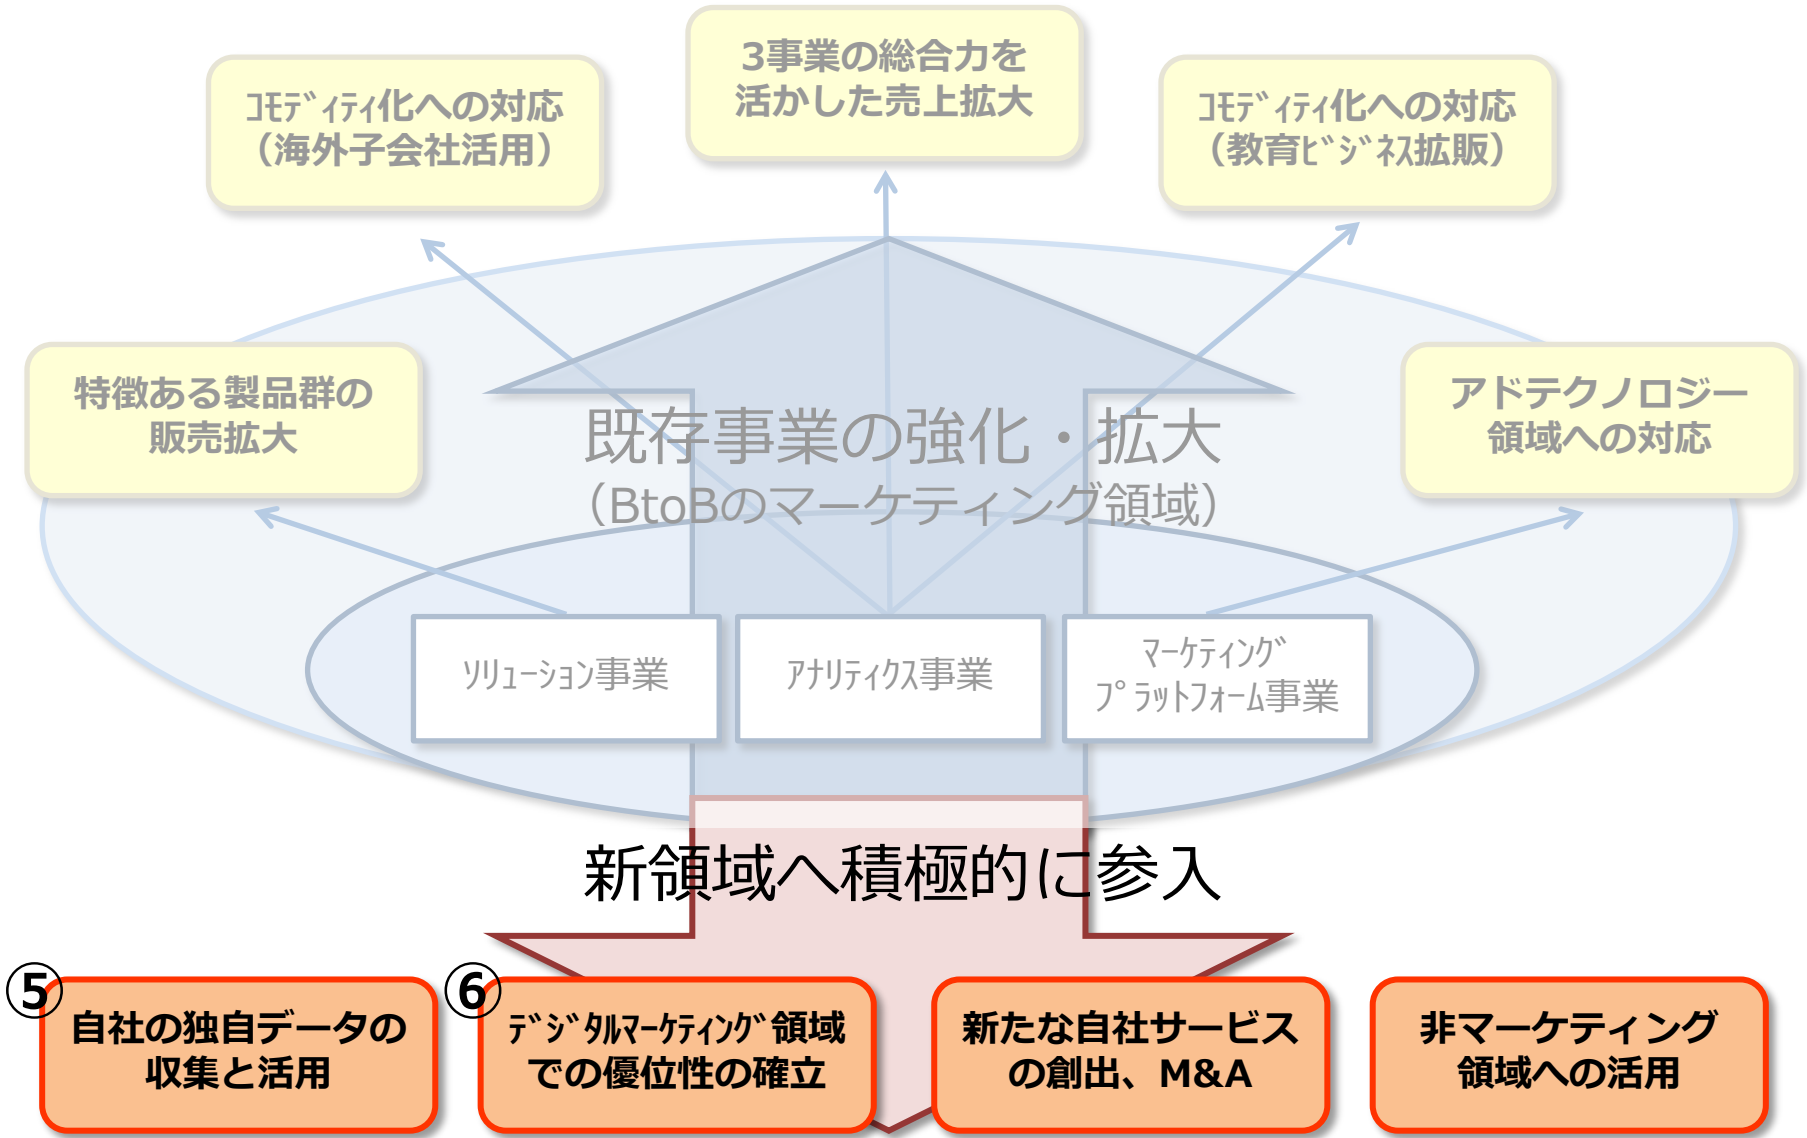 3事業の総合力を
活かした売上拡大
ｺﾓﾃﾞｨﾃｨ化への対応
（海外子会社活用）
ｺﾓﾃﾞｨﾃｨ化への対応
（教育ﾋﾞｼﾞﾈｽ拡販）
特徴ある製品群の
販売拡大
アドテクノロジー
領域への対応
既存事業の強化・拡大
（BtoBのマーケティング領域）
ｿﾘｭｰｼｮﾝ事業
ｱﾅﾘﾃｨｸｽ事業
ﾏｰｹﾃｨﾝｸﾞ
ﾌﾟﾗｯﾄﾌｫｰﾑ事業
新領域へ積極的に参入
⑤
自社の独自データの
収集と活用
⑥
ﾃﾞｼﾞﾀﾙﾏｰｹﾃｨﾝｸﾞ領域
での優位性の確立
新たな自社サービス
の創出、M&A
非マーケティング
領域への活用